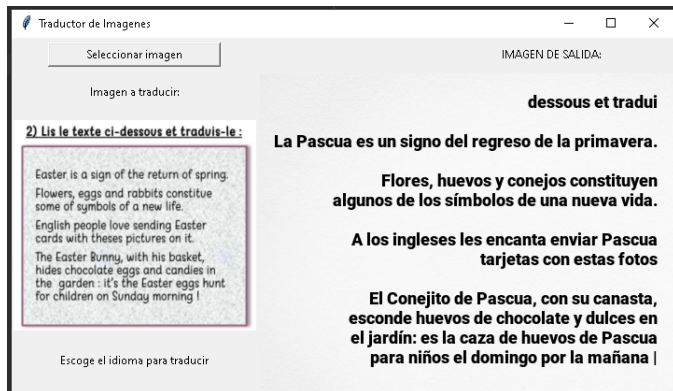 Traductor de Imagenes
Seleccionar imagen
IMAGEN DE SALIDA:
Imagen a traducir:
2) Lis le texte ci-dessous et traduis-le :
Easter is a sign of the return of spring.
Flowers, eggs and rabbits constitue
some of symbols of a new life.
English people love sending Easter
cards with theses pictures on it.
The Easter Bunny, with his basket,
hides chocolate eggs and candies in
the garden : it's the Easter eggs hunt
for children on Sunday morning !
Escoge el idioma para traducir
dessous et tradui
La Pascua es un signo del regreso de la primavera.
Flores, huevos y conejos constituyen
algunos de los símbolos de una nueva vida.
A los ingleses les encanta enviar Pascua
tarjetas con estas fotos
El Conejito de Pascua, con su canasta,
esconde huevos de chocolate y dulces en
el jardín: es la caza de huevos de Pascua
para niños el domingo por la mañana |